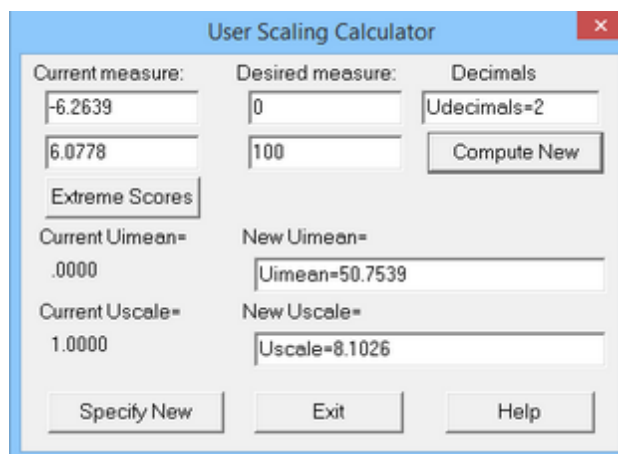 User Scaling Calculator
Current measure: Desired measure: Decimals
-6.2639 0 Udecimals=2
6.0778 100 Compute New
Extreme Scores
Current Uimean= New Uimean=
.0000 Uimean=50.7539
Current Uscale= New Uscale=
1.0000 Uscale=8.1026
Specify New Exit Help